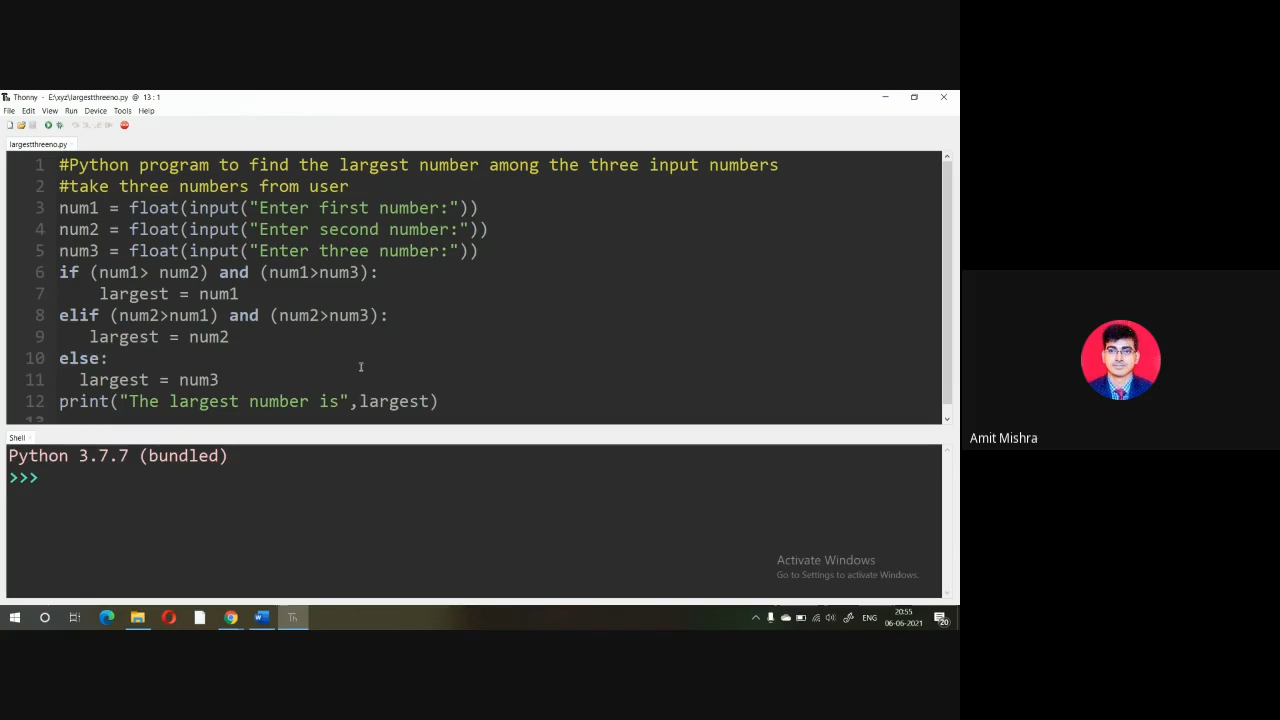 Thonny - E:\xyz\largestthreeno.py @ 13 : 1
File Edit View Run Device Tools Help
largestthreeno.py
1 #Python program to find the largest number among the three input numbers
2 #take three numbers from user
3 num1 = float(input("Enter first number:"))
4 num2 = float(input("Enter second number:"))
5 num3 = float(input("Enter three number:"))
6 if (num1> num2) and (num1>num3):
7 largest = num1
8 elif (num2>num1) and (num2>num3):
9 largest = num2
10 else:
11 largest = num3
12 print("The largest number is",largest)
13
Shell
Python 3.7.7 (bundled)
>>>
Activate Windows
Go to Settings to activate Windows.
Amit Mishra
ENG
20:55
06-06-2021
20